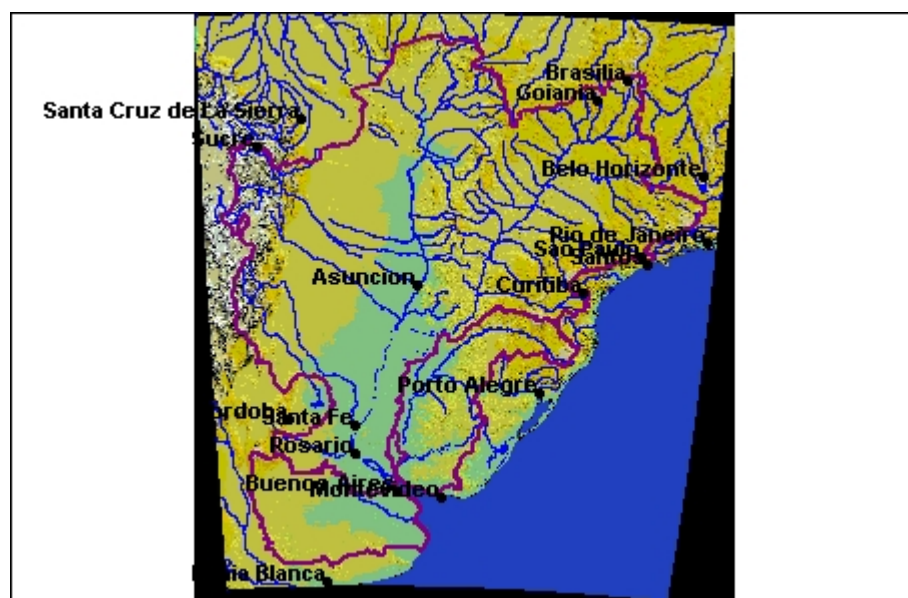 Brasilia
Goiania
Santa Cruz de La Sierra
Sucre
Belo Horizonte
Rio de Janeiro
Sao Paulo
Santos
Asuncion
Curitiba
Porto Alegre
ordoba
Santa Fe
Rosario
Buenos Aires
Montevideo
Blanca